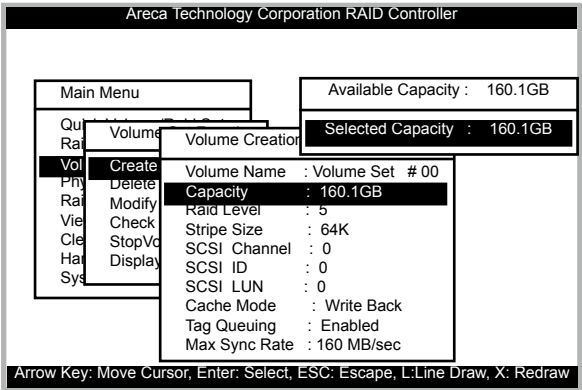 Areca Technology Corporation RAID Controller
Main Menu
Available Capacity : 160.1GB
Selected Capacity : 160.1GB
Volume
Volume Creation
Create
Delete
Modify
Check
Display
Volume Name : Volume Set # 00
Capacity : 160.1GB
Raid Level : 5
Stripe Size : 64K
SCSI Channel : 0
SCSI ID : 0
SCSI LUN : 0
Cache Mode : Write Back
Tag Queuing : Enabled
Max Sync Rate : 160 MB/sec
Arrow Key: Move Cursor, Enter: Select, ESC: Escape, L:Line Draw, X: Redraw